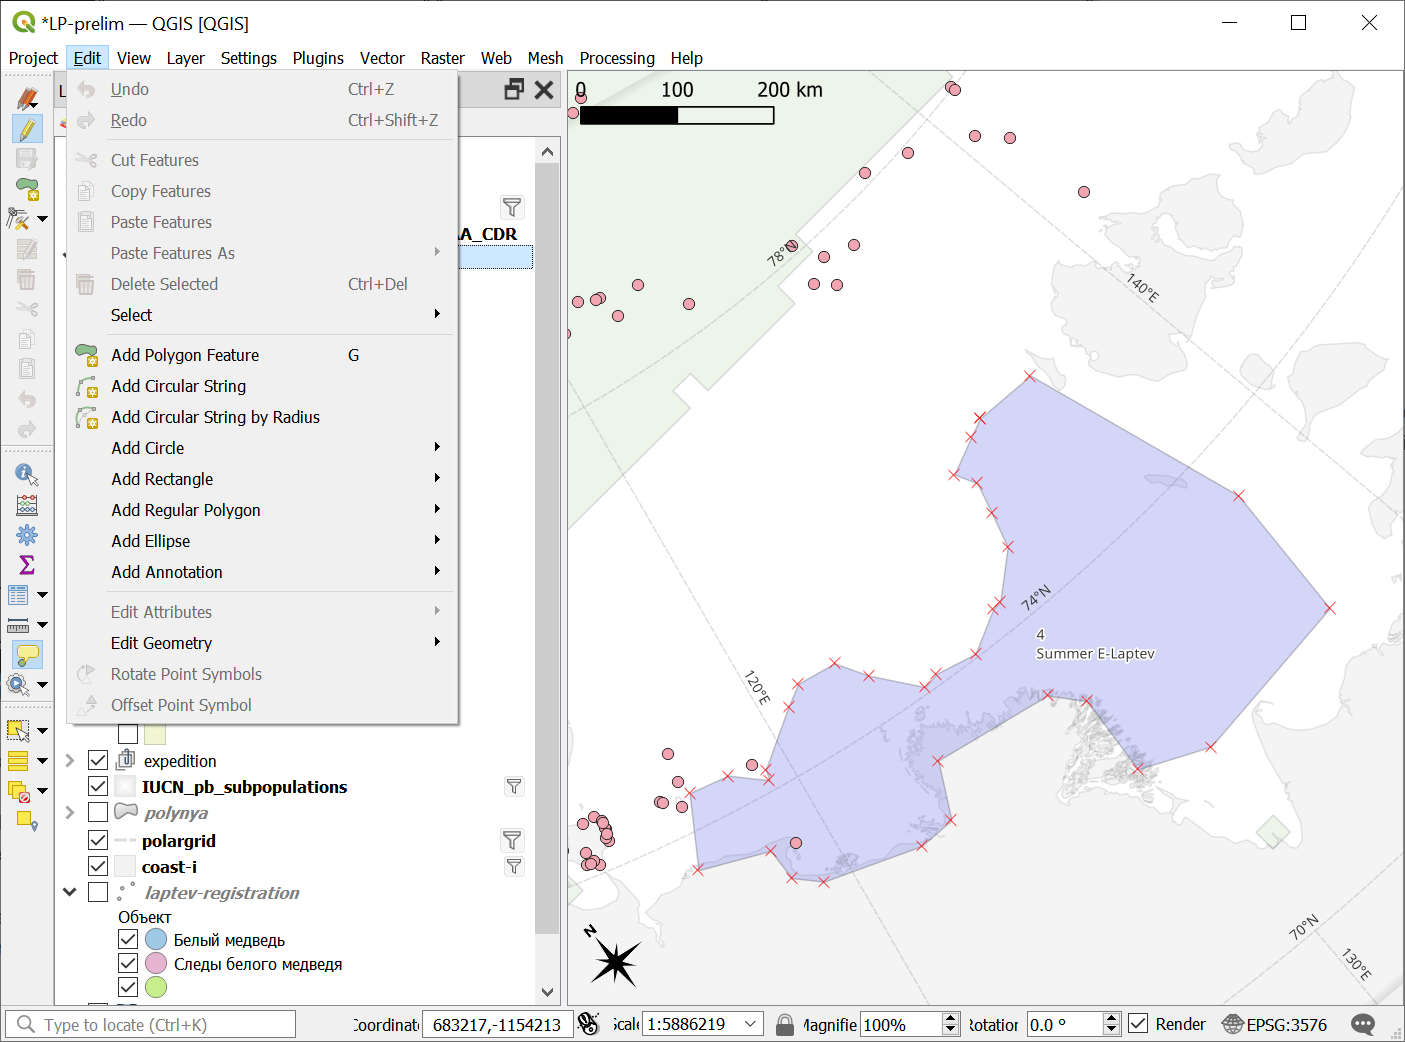 *LP-prelim — QGIS [QGIS]
Project Edit View Layer Settings Plugins Vector Raster Web Mesh Processing Help
Undo Ctrl+Z
Redo Ctrl+Shift+Z
Cut Features
Copy Features
Paste Features
Paste Features As
Delete Selected Ctrl+Del
Select
Add Polygon Feature G
Add Circular String
Add Circular String by Radius
Add Circle
Add Rectangle
Add Regular Polygon
Add Ellipse
Add Annotation
Edit Attributes
Edit Geometry
Rotate Point Symbols
Offset Point Symbol
A_CDR
expedition
IUCN_pb_subpopulations
polynya
polargrid
coast-i
laptev-registration
Объект
Белый медведь
Следы белого медведя
0 100 200 km
78°N
140°E
74°N
4
Summer E-Laptev
120°E
70°N
130°E
N
Type to locate (Ctrl+K)
Coordinat 683217,-1154213
Scale 1:5886219
Magnifie 100%
Rotation 0.0 °
Render
EPSG:3576